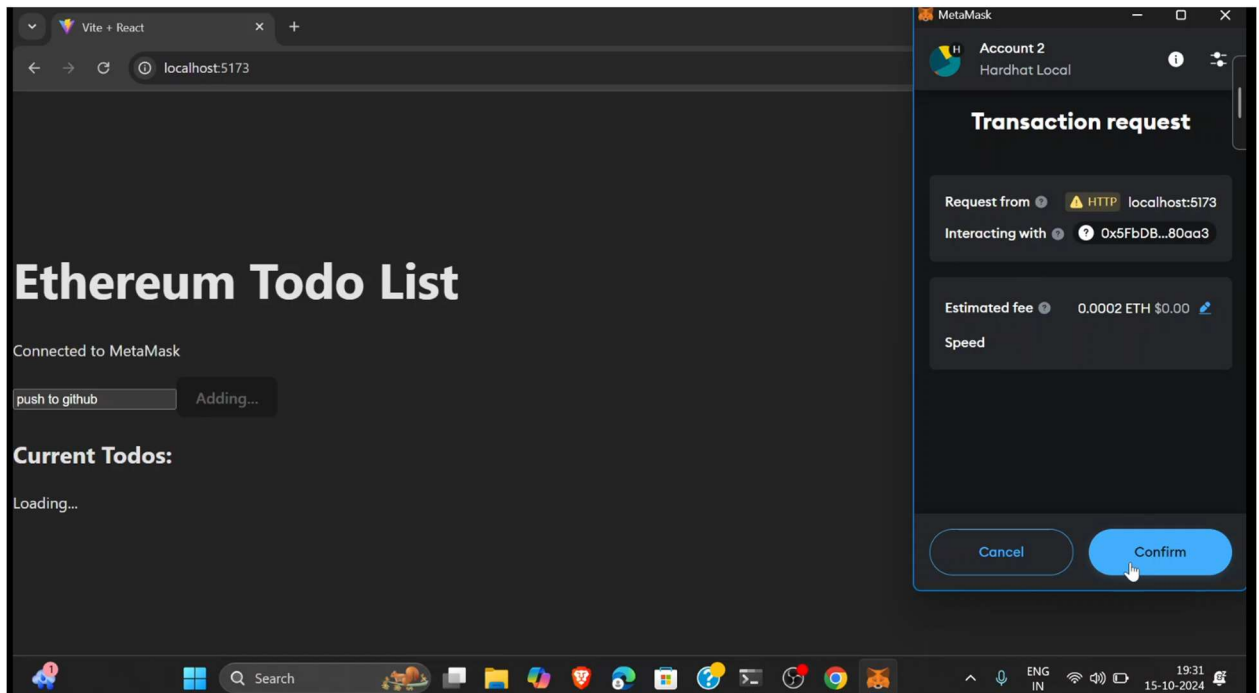 Vite + React
localhost:5173
Ethereum Todo List
Connected to MetaMask
push to github
Adding...
Current Todos:
Loading...
MetaMask
H
Account 2
Hardhat Local
Transaction request
Request from ? HTTP localhost:5173
Interacting with ? ? 0x5FbDB...80aa3
Estimated fee ? 0.0002 ETH $0.00
Speed
Cancel
Confirm
1
Search
ENG
IN
19:31
15-10-2024